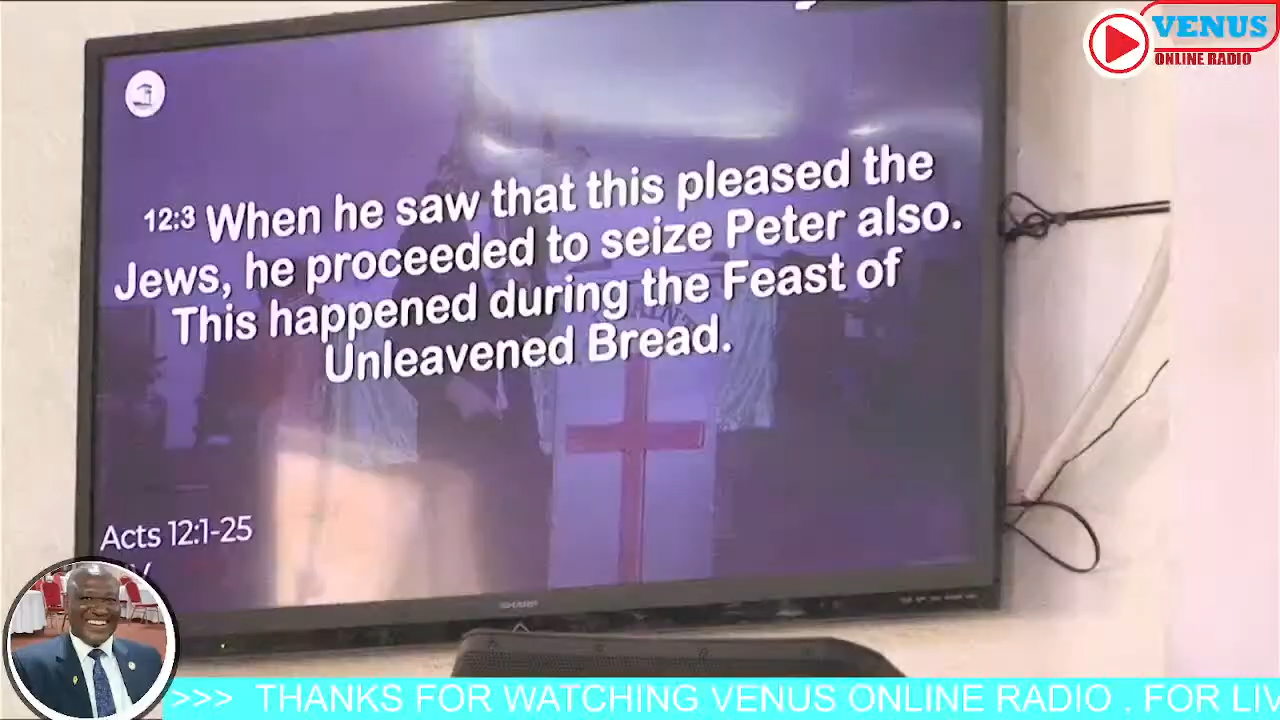 VENUS
ONLINE RADIO
12:3 When he saw that this pleased the
Jews, he proceeded to seize Peter also.
This happened during the Feast of
Unleavened Bread.
Acts 12:1-25
SHARP
>>> THANKS FOR WATCHING VENUS ONLINE RADIO . FOR LIV